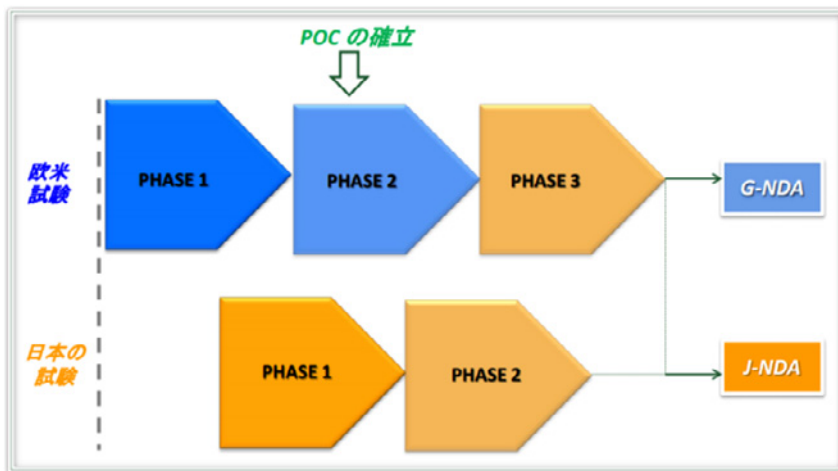 POC の確立
欧米
試験
PHASE 1
PHASE 2
PHASE 3
G-NDA
日本の
試験
PHASE 1
PHASE 2
J-NDA